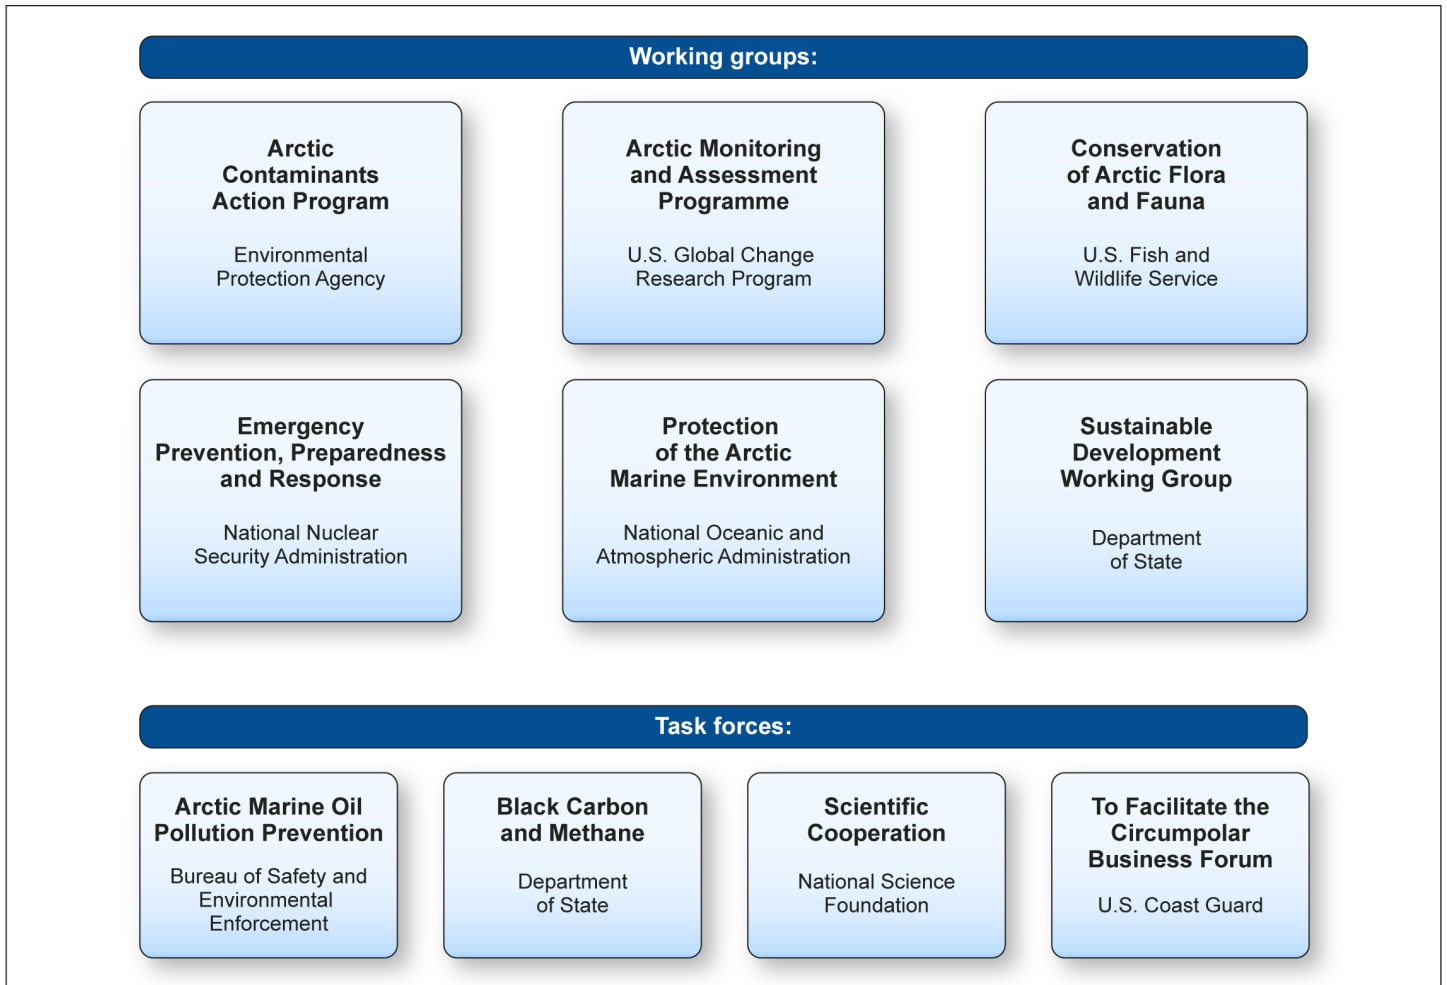 Working groups:
Arctic
Contaminants
Action Program
Environmental
Protection Agency
Arctic Monitoring
and Assessment
Programme
U.S. Global Change
Research Program
Conservation
of Arctic Flora
and Fauna
U.S. Fish and
Wildlife Service
Emergency
Prevention, Preparedness
and Response
National Nuclear
Security Administration
Protection
of the Arctic
Marine Environment
National Oceanic and
Atmospheric Administration
Sustainable
Development
Working Group
Department
of State
Task forces:
Arctic Marine Oil
Pollution Prevention
Bureau of Safety and
Environmental
Enforcement
Black Carbon
and Methane
Department
of State
Scientific
Cooperation
National Science
Foundation
To Facilitate the
Circumpolar
Business Forum
U.S. Coast Guard